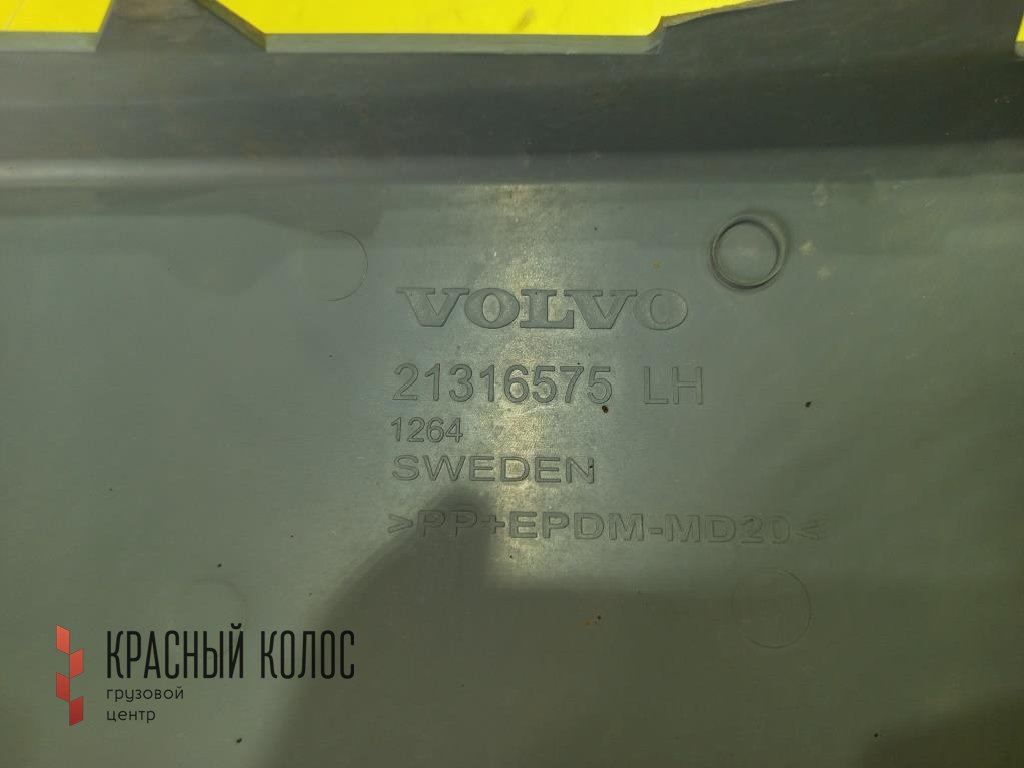 VOLVO
21316575 LH
1264
SWEDEN
>PP+EPDM-MD20<
КРАСНЫЙ КОЛОС
грузовой
центр